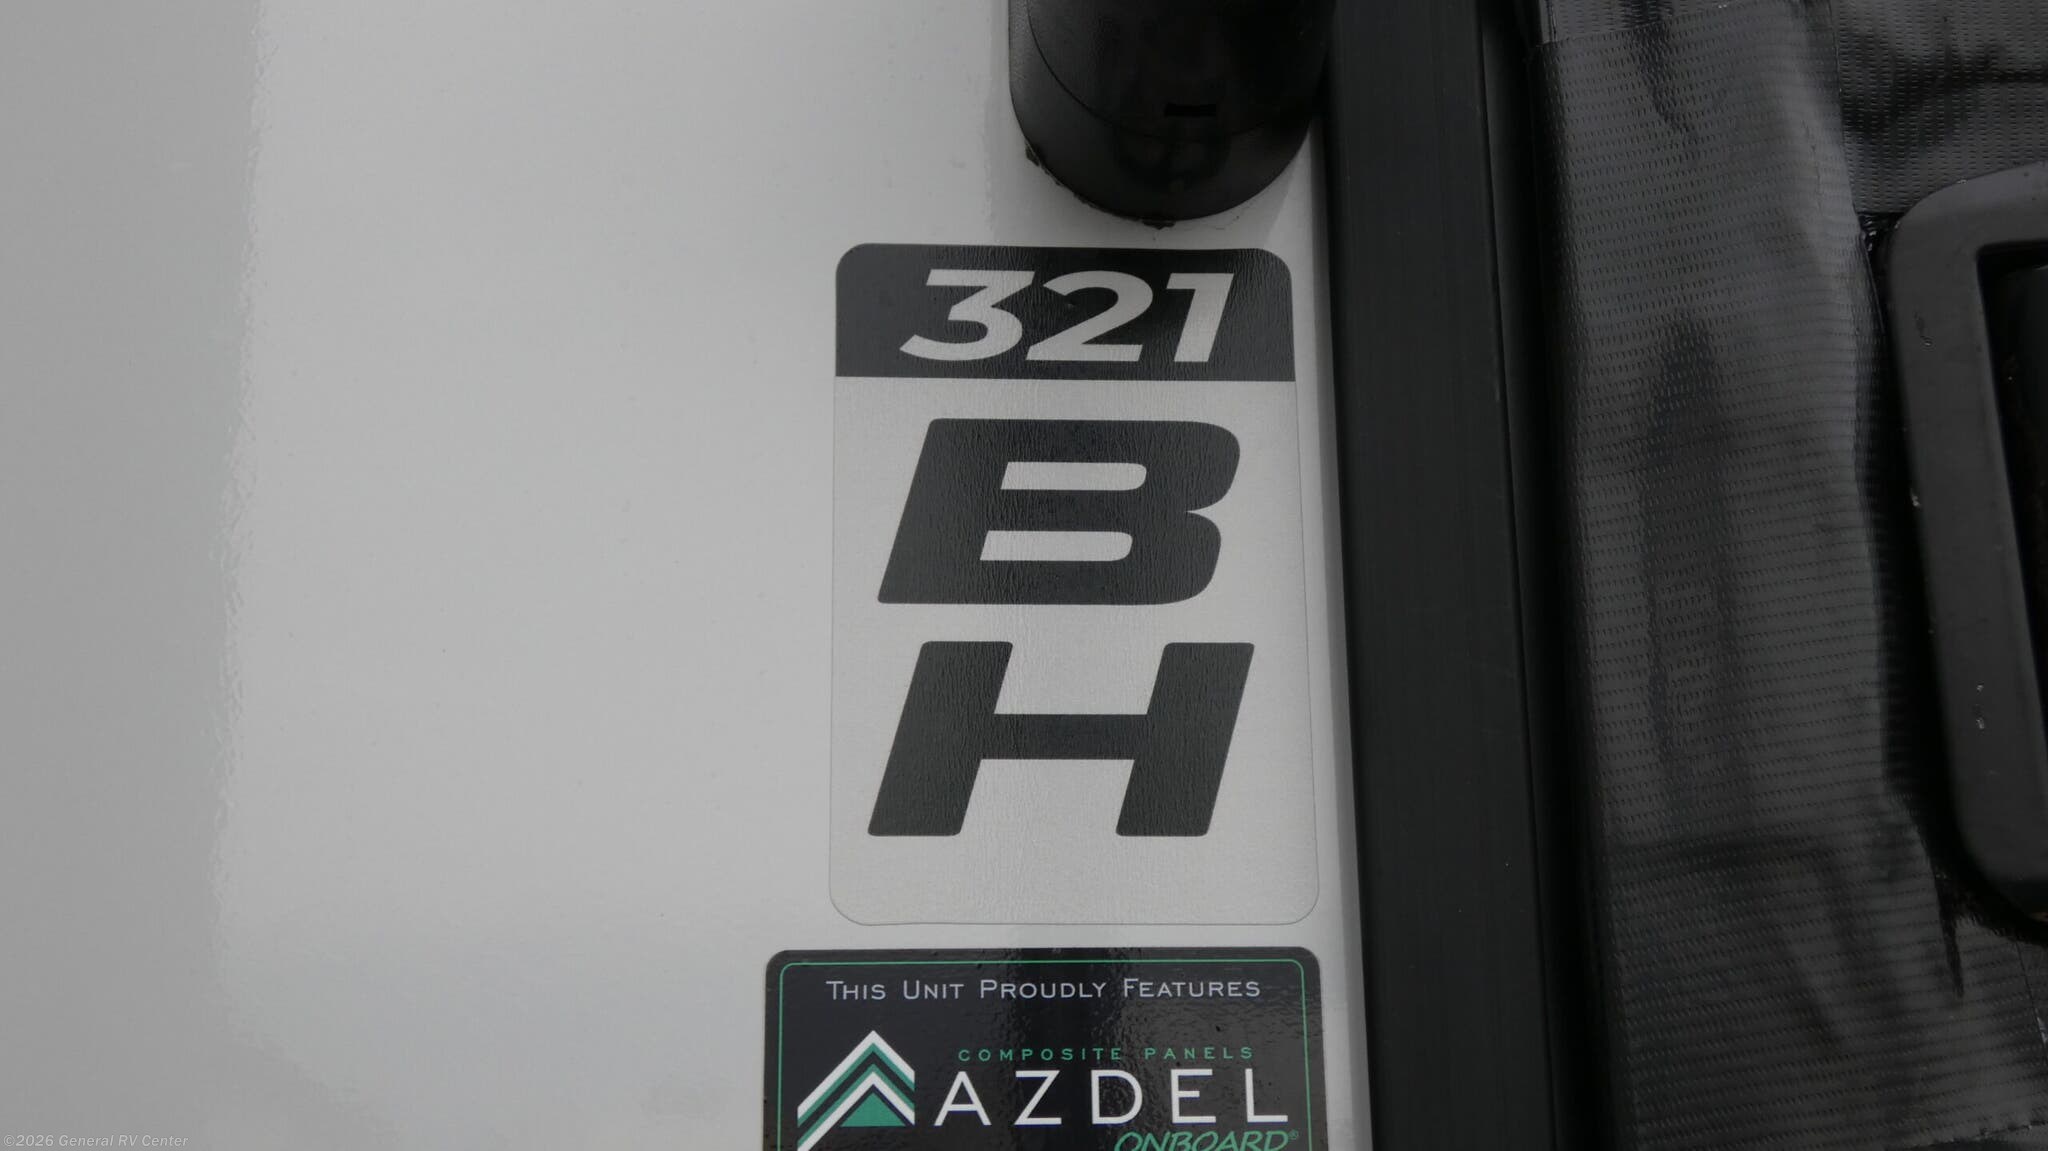 321
B
H
THIS UNIT PROUDLY FEATURES
COMPOSITE PANELS
AZDEL
ONBOARD®
©2026 General RV Center